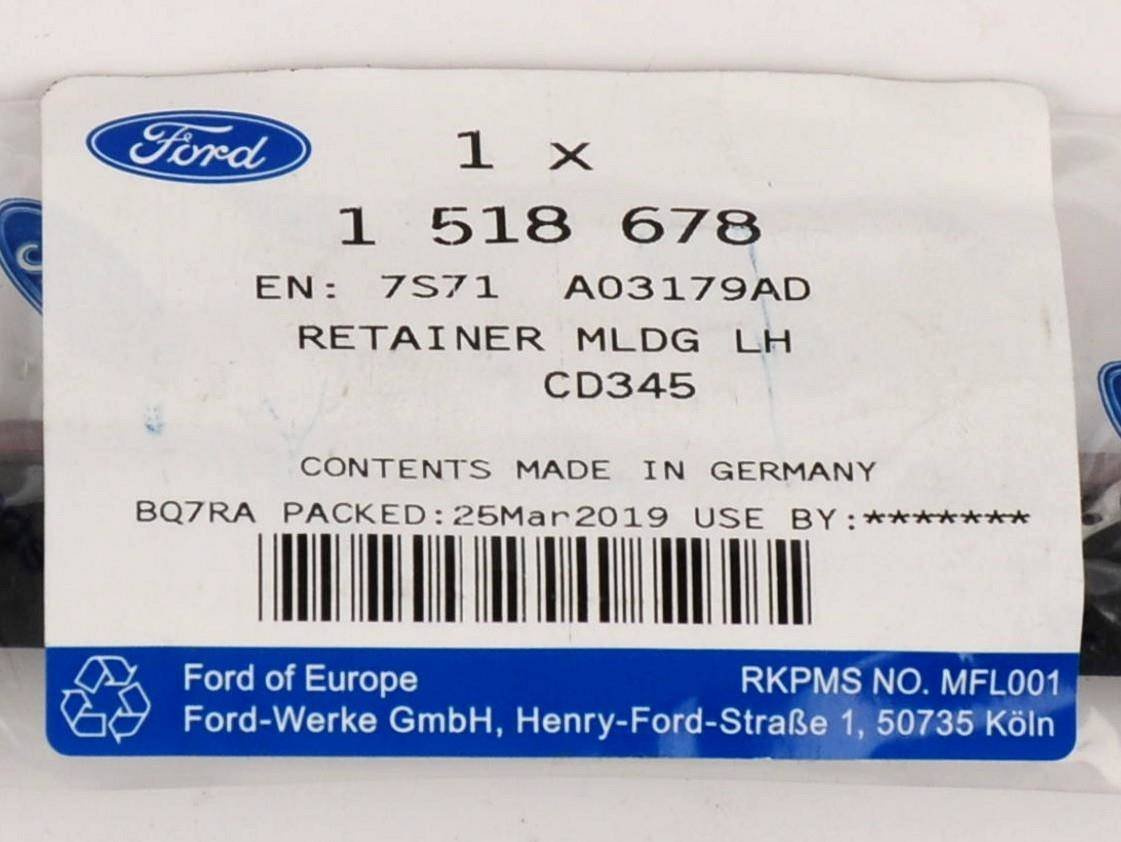 Ford
1 x
1 518 678
EN: 7S71 A03179AD
RETAINER MLDG LH
CD345
CONTENTS MADE IN GERMANY
BQ7RA PACKED:25Mar2019 USE BY:*******
Ford of Europe
RKPMS NO. MFL001
Ford-Werke GmbH, Henry-Ford-Straße 1, 50735 Köln